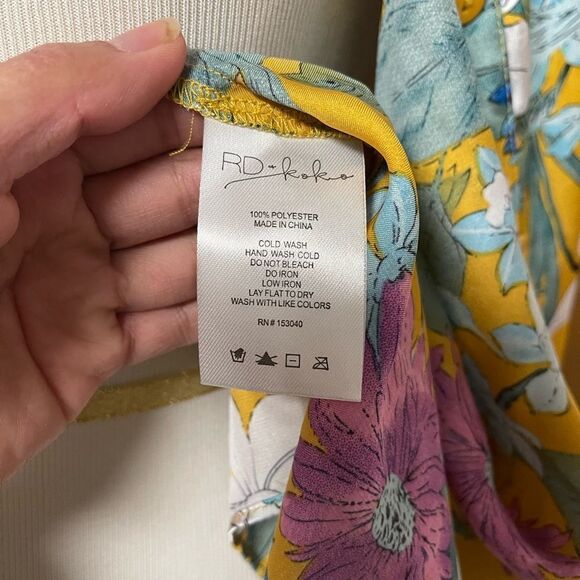 RD + koko
100% POLYESTER
MADE IN CHINA
COLD WASH
HAND WASH COLD
DO NOT BLEACH
DO IRON
LOW IRON
LAY FLAT TO DRY
WASH WITH LIKE COLORS
RN # 153040